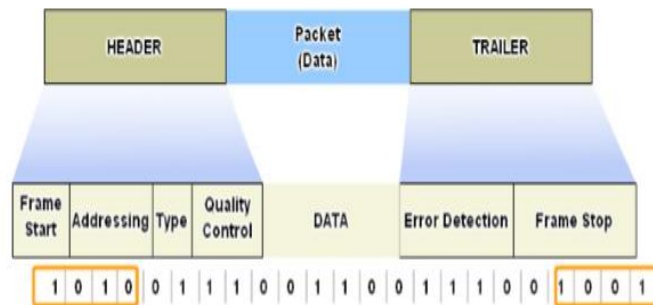 HEADER
Packet
(Data)
TRAILER
Frame
Start
Addressing
Type
Quality
Control
DATA
Error Detection
Frame Stop
1 0 1 0 0 1 1 1 0 0 1 1 0 0 1 1 1 0 0 1 0 0 1